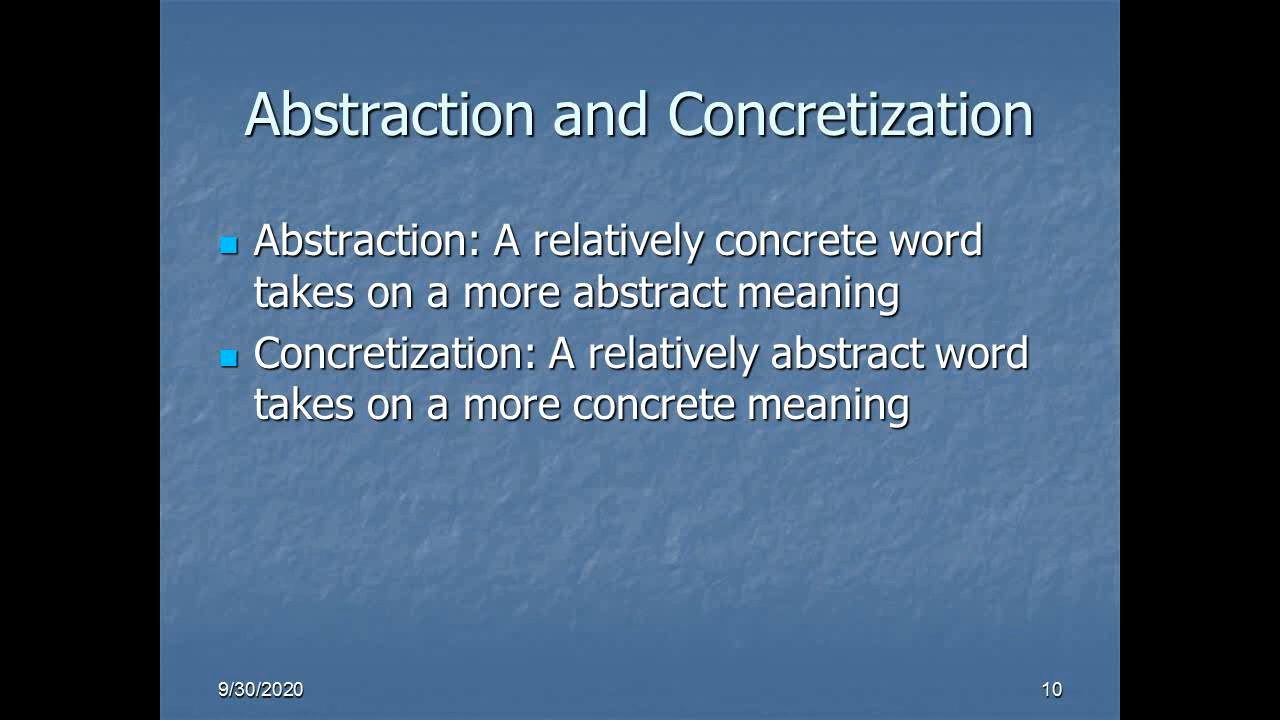 Abstraction and Concretization
Abstraction: A relatively concrete word
takes on a more abstract meaning
Concretization: A relatively abstract word
takes on a more concrete meaning
9/30/2020
10